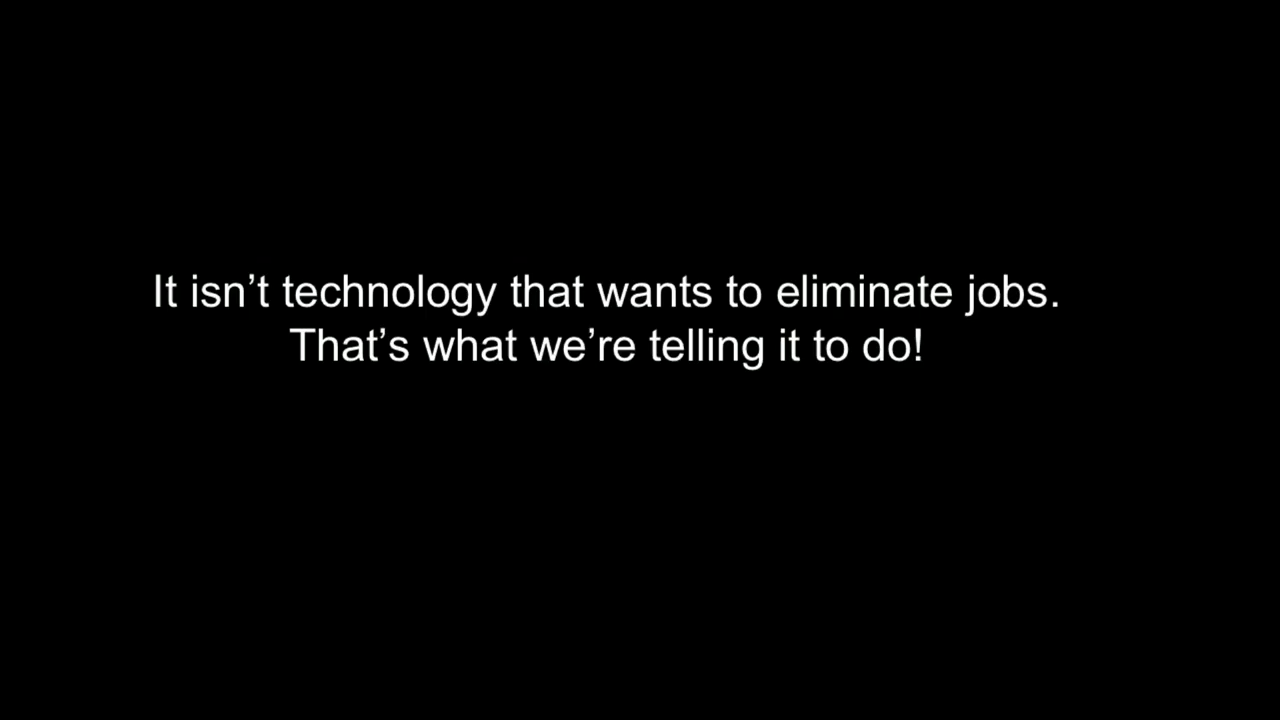 It isn’t technology that wants to eliminate jobs.
That’s what we’re telling it to do!